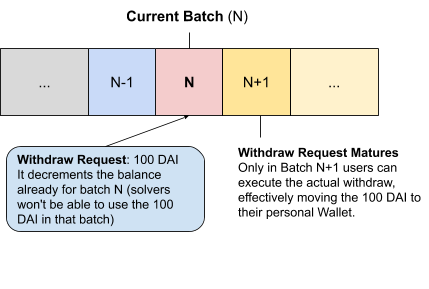 Current Batch (N)
... N-1 N N+1 ...
Withdraw Request: 100 DAI
It decrements the balance
already for batch N (solvers
won't be able to use the 100
DAI in that batch)
Withdraw Request Matures
Only in Batch N+1 users can
execute the actual withdraw,
effectively moving the 100 DAI to
their personal Wallet.